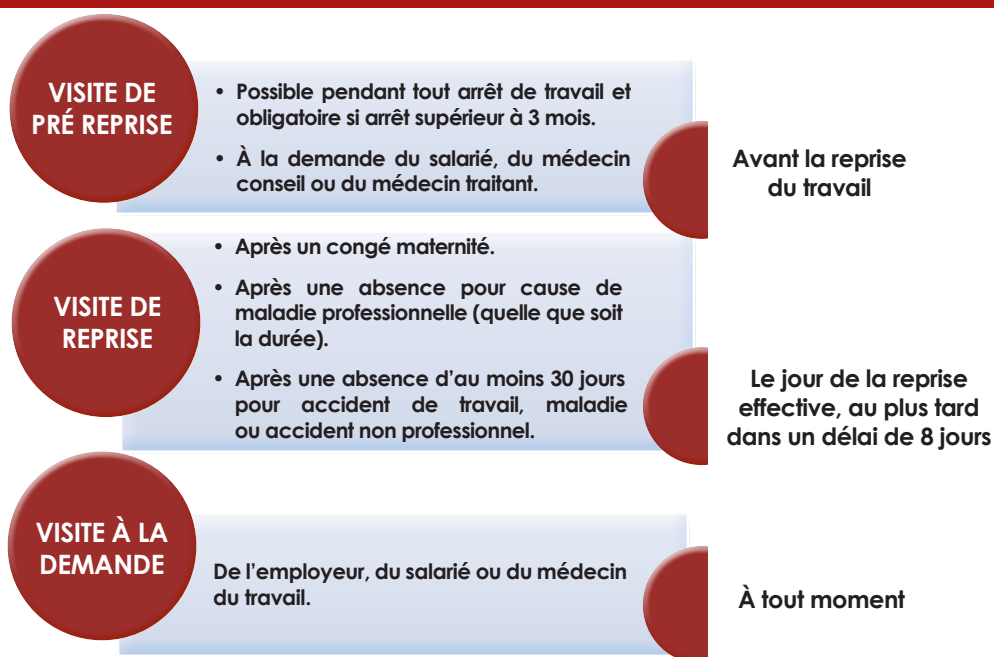 VISITE DE
PRÉ REPRISE
• Possible pendant tout arrêt de travail et
obligatoire si arrêt supérieur à 3 mois.
• À la demande du salarié, du médecin
conseil ou du médecin traitant.
Avant la reprise
du travail
VISITE DE
REPRISE
• Après un congé maternité.
• Après une absence pour cause de
maladie professionnelle (quelle que soit
la durée).
• Après une absence d’au moins 30 jours
pour accident de travail, maladie
ou accident non professionnel.
Le jour de la reprise
effective, au plus tard
dans un délai de 8 jours
VISITE À LA
DEMANDE
De l’employeur, du salarié ou du médecin
du travail.
À tout moment